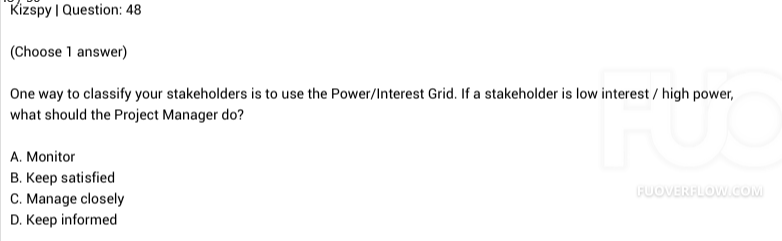 Kizspy | Question: 48
(Choose 1 answer)
One way to classify your stakeholders is to use the Power/Interest Grid. If a stakeholder is low interest / high power,
what should the Project Manager do?
A. Monitor
B. Keep satisfied
C. Manage closely
D. Keep informed
FUO
FUOVERFLOW.COM